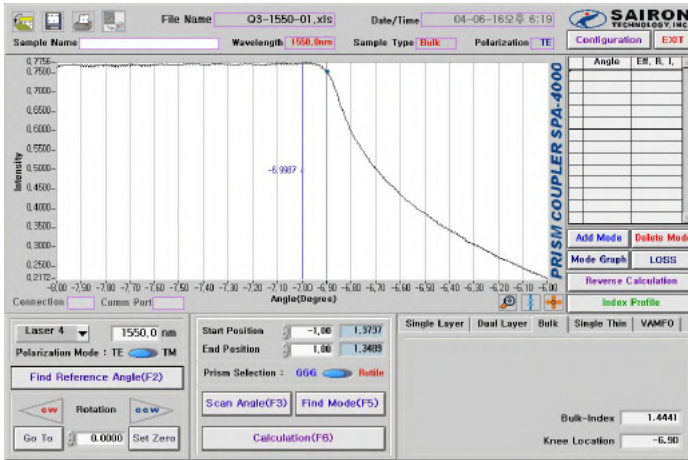 File Name Q3-1550-01.xls Date/Time 04-06-16오후 6:19
SAIRON
TECHNOLOGY, INC.
Sample Name Wavelength 1550.0nm Sample Type Bulk Polarization TE
Configuration EXIT
Angle Eff. R. I.
0.7756
0.7500
0.7000
0.6500
0.6000
0.5500
0.5000
0.4500
0.4000
0.3500
0.3000
0.2500
0.2172
Intensity
-6.9987
PRISM COUPLER SPA-4000
-8.00 -7.90 -7.80 -7.70 -7.60 -7.50 -7.40 -7.30 -7.20 -7.10 -7.00 -6.90 -6.80 -6.70 -6.60 -6.50 -6.40 -6.30 -6.20 -6.10 -6.00
Angle(Degree)
Connection Comm Port
Add Mode Delete Mode
Mode Graph LOSS
Reverse Calculation
Index Profile
Laser 4 1550.0 nm
Polarization Mode : TE TM
Find Reference Angle(F2)
cw Rotation ccw
Go To 0.0000 Set Zero
Start Position -1.00 1.3737
End Position 1.00 1.3489
Prism Selection : GGG Rutile
Scan Angle(F3) Find Mode(F5)
Calculation(F6)
Single Layer Dual Layer Bulk Single Thin VAMFO
Bulk-Index 1.4441
Knee Location -6.90